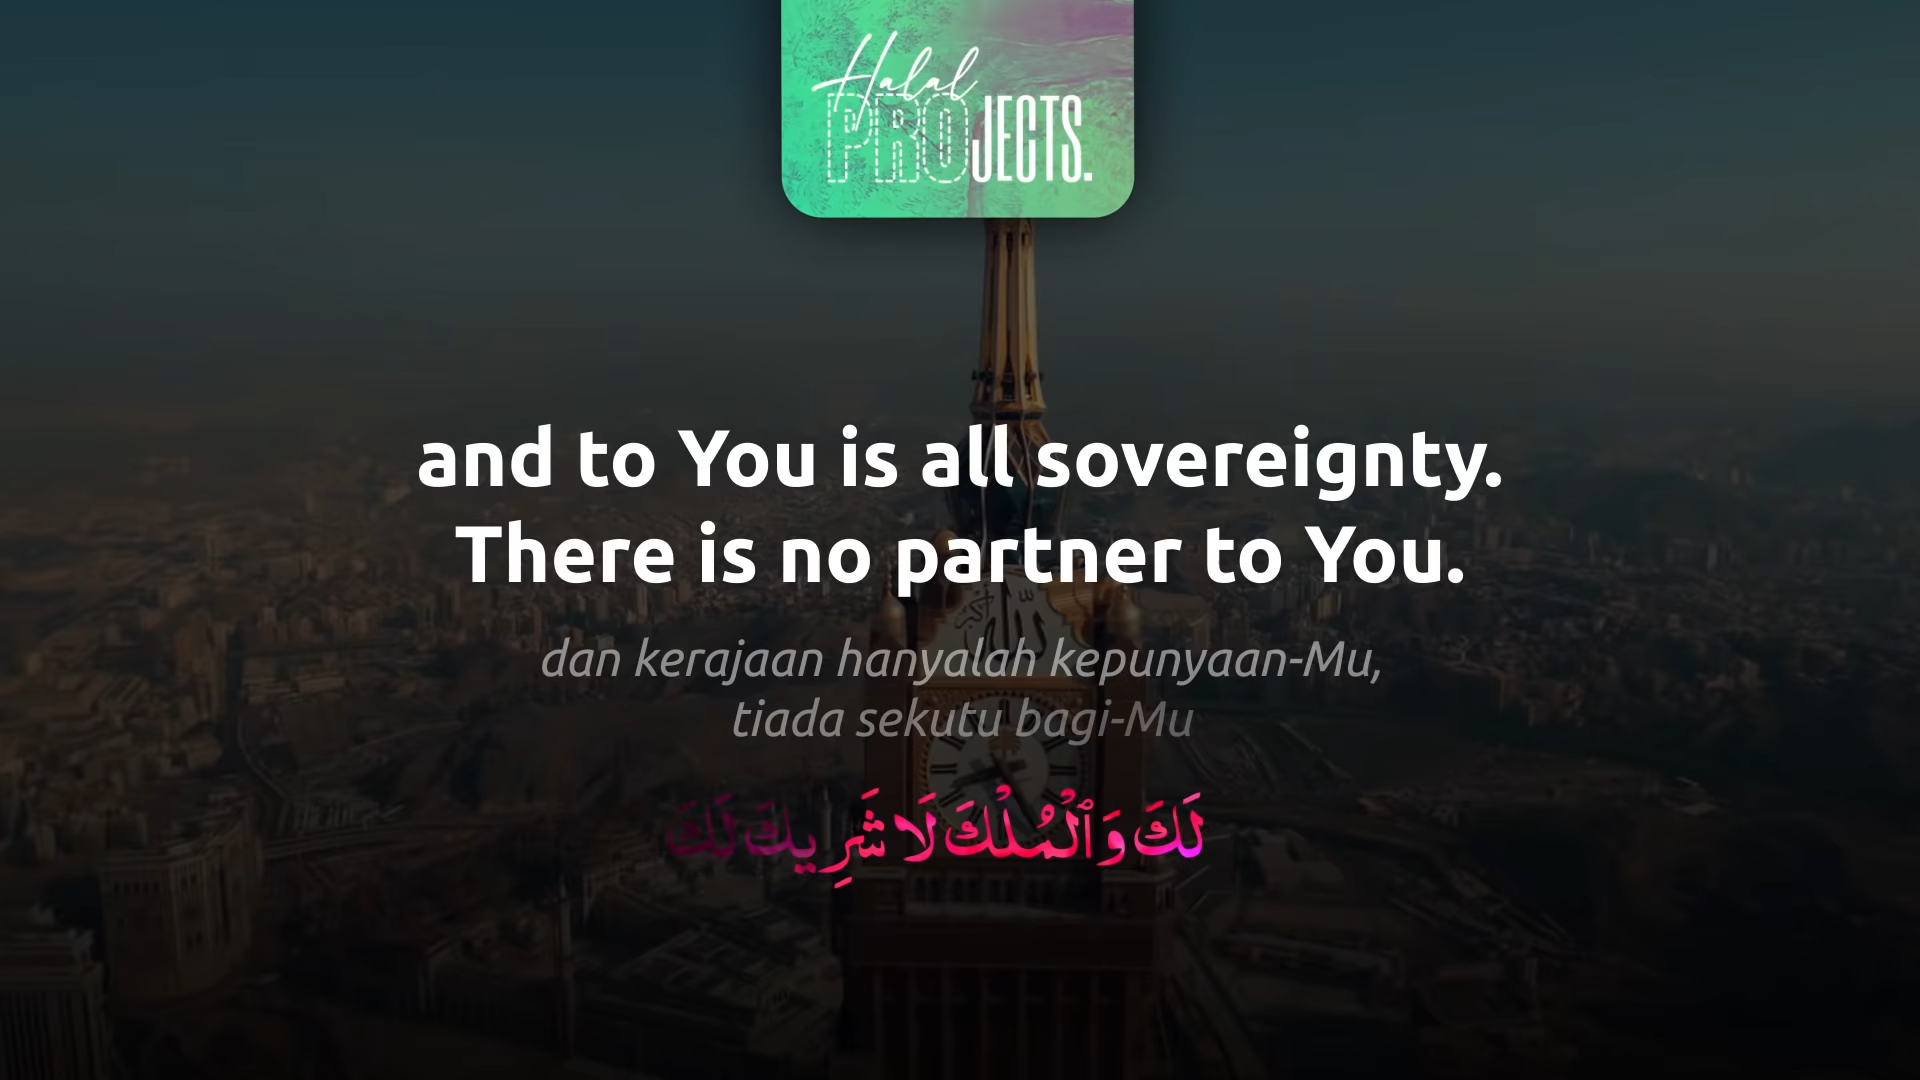 Halal
PROJECTS.
and to You is all sovereignty.
There is no partner to You.
dan kerajaan hanyalah kepunyaan-Mu,
tiada sekutu bagi-Mu
لَكَ وَٱلْمُلْكَ لَا شَرِيكَ لَكَ